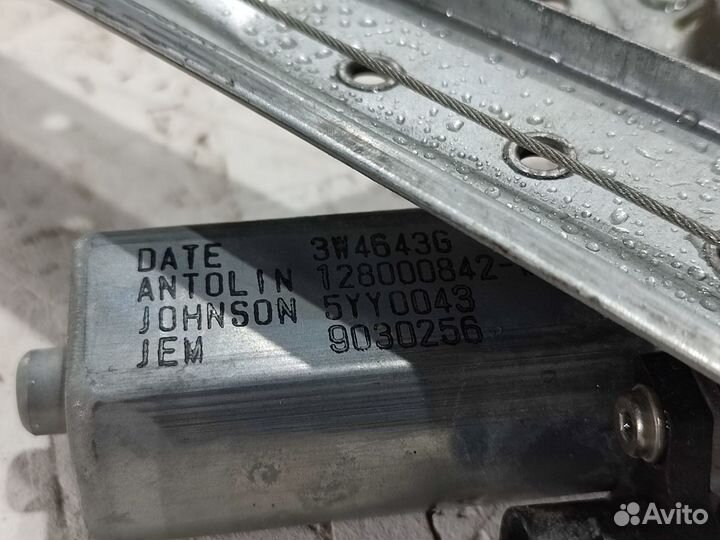 DATE 3W4643G
ANTOLIN 128000842-
JOHNSON 5YY0043
JEM 9030256
Avito